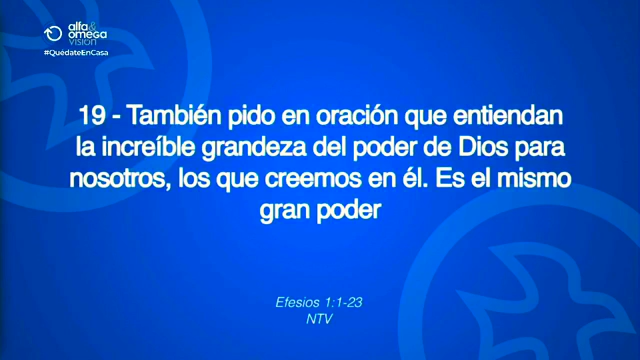 alfa&
omega
visión
#QuédateEnCasa
19 - También pido en oración que entiendan
la increíble grandeza del poder de Dios para
nosotros, los que creemos en él. Es el mismo
gran poder
Efesios 1:1-23
NTV